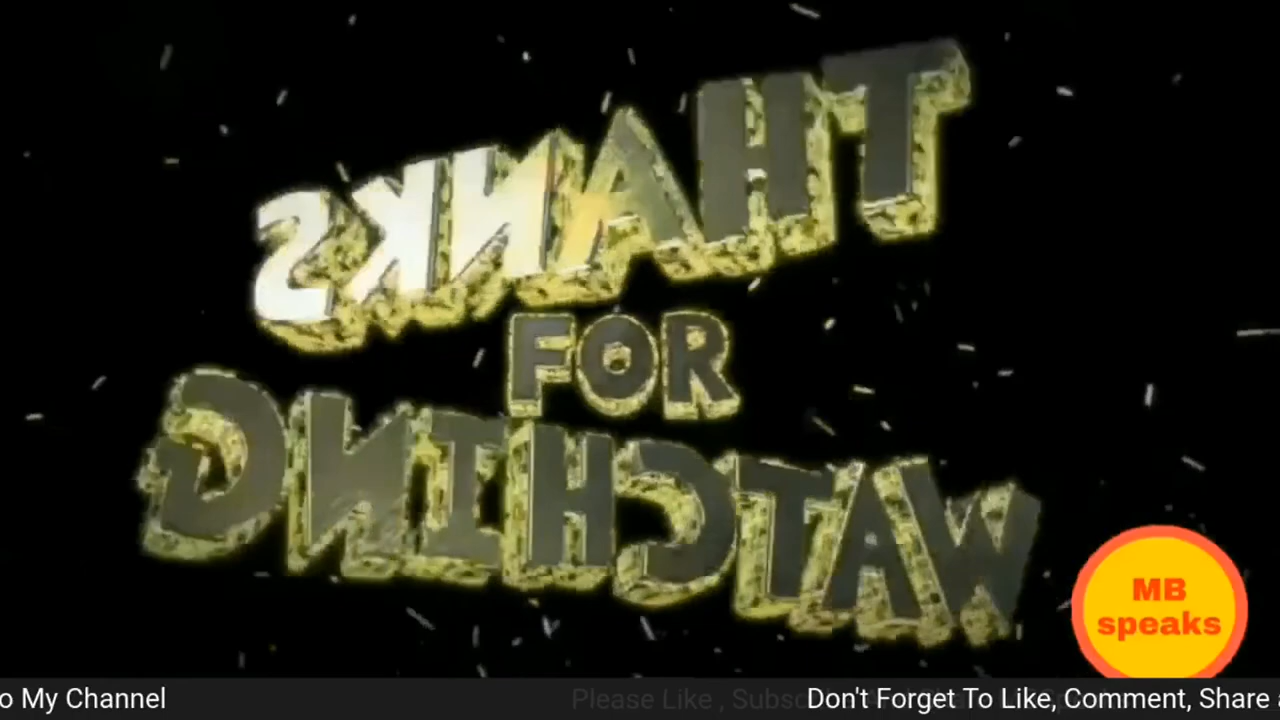 THANKS
FOR
WATCHING
MB
speaks
o My Channel
Please Like , Subsc
Don't Forget To Like, Comment, Share